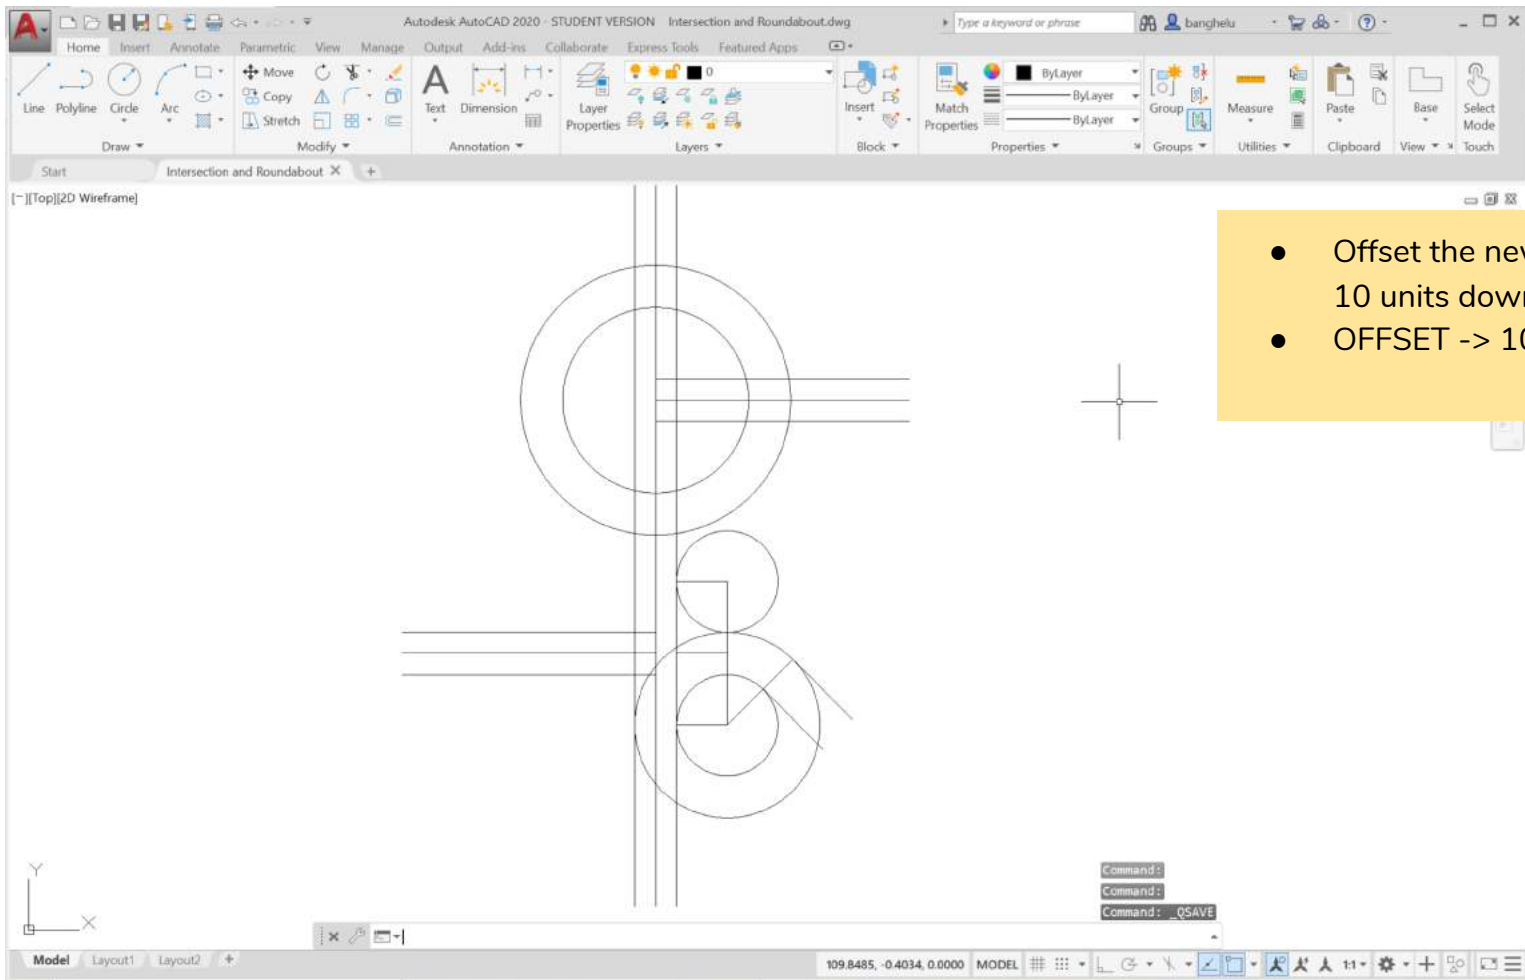 Autodesk AutoCAD 2020 - STUDENT VERSION Intersection and Roundabout.dwg
Type a keyword or phrase
banghelu
Home Insert Annotate Parametric View Manage Output Add-ins Collaborate Express Tools Featured Apps
Line Polyline Circle Arc
Draw
Move
Copy
Stretch
Modify
Text Dimension
Annotation
Layer
Properties
0
Layers
Insert
Block
Match
Properties
ByLayer
ByLayer
ByLayer
Properties
Group
Groups
Measure
Utilities
Paste
Clipboard
Base
View
Select
Mode
Touch
Start Intersection and Roundabout
[-][Top][2D Wireframe]
● Offset the
10 units
● OFFSET ->
Y
X
Command:
Command:
Command: _QSAVE
Model Layout1 Layout2 +
109.8485, -0.4034, 0.0000 MODEL 1:1